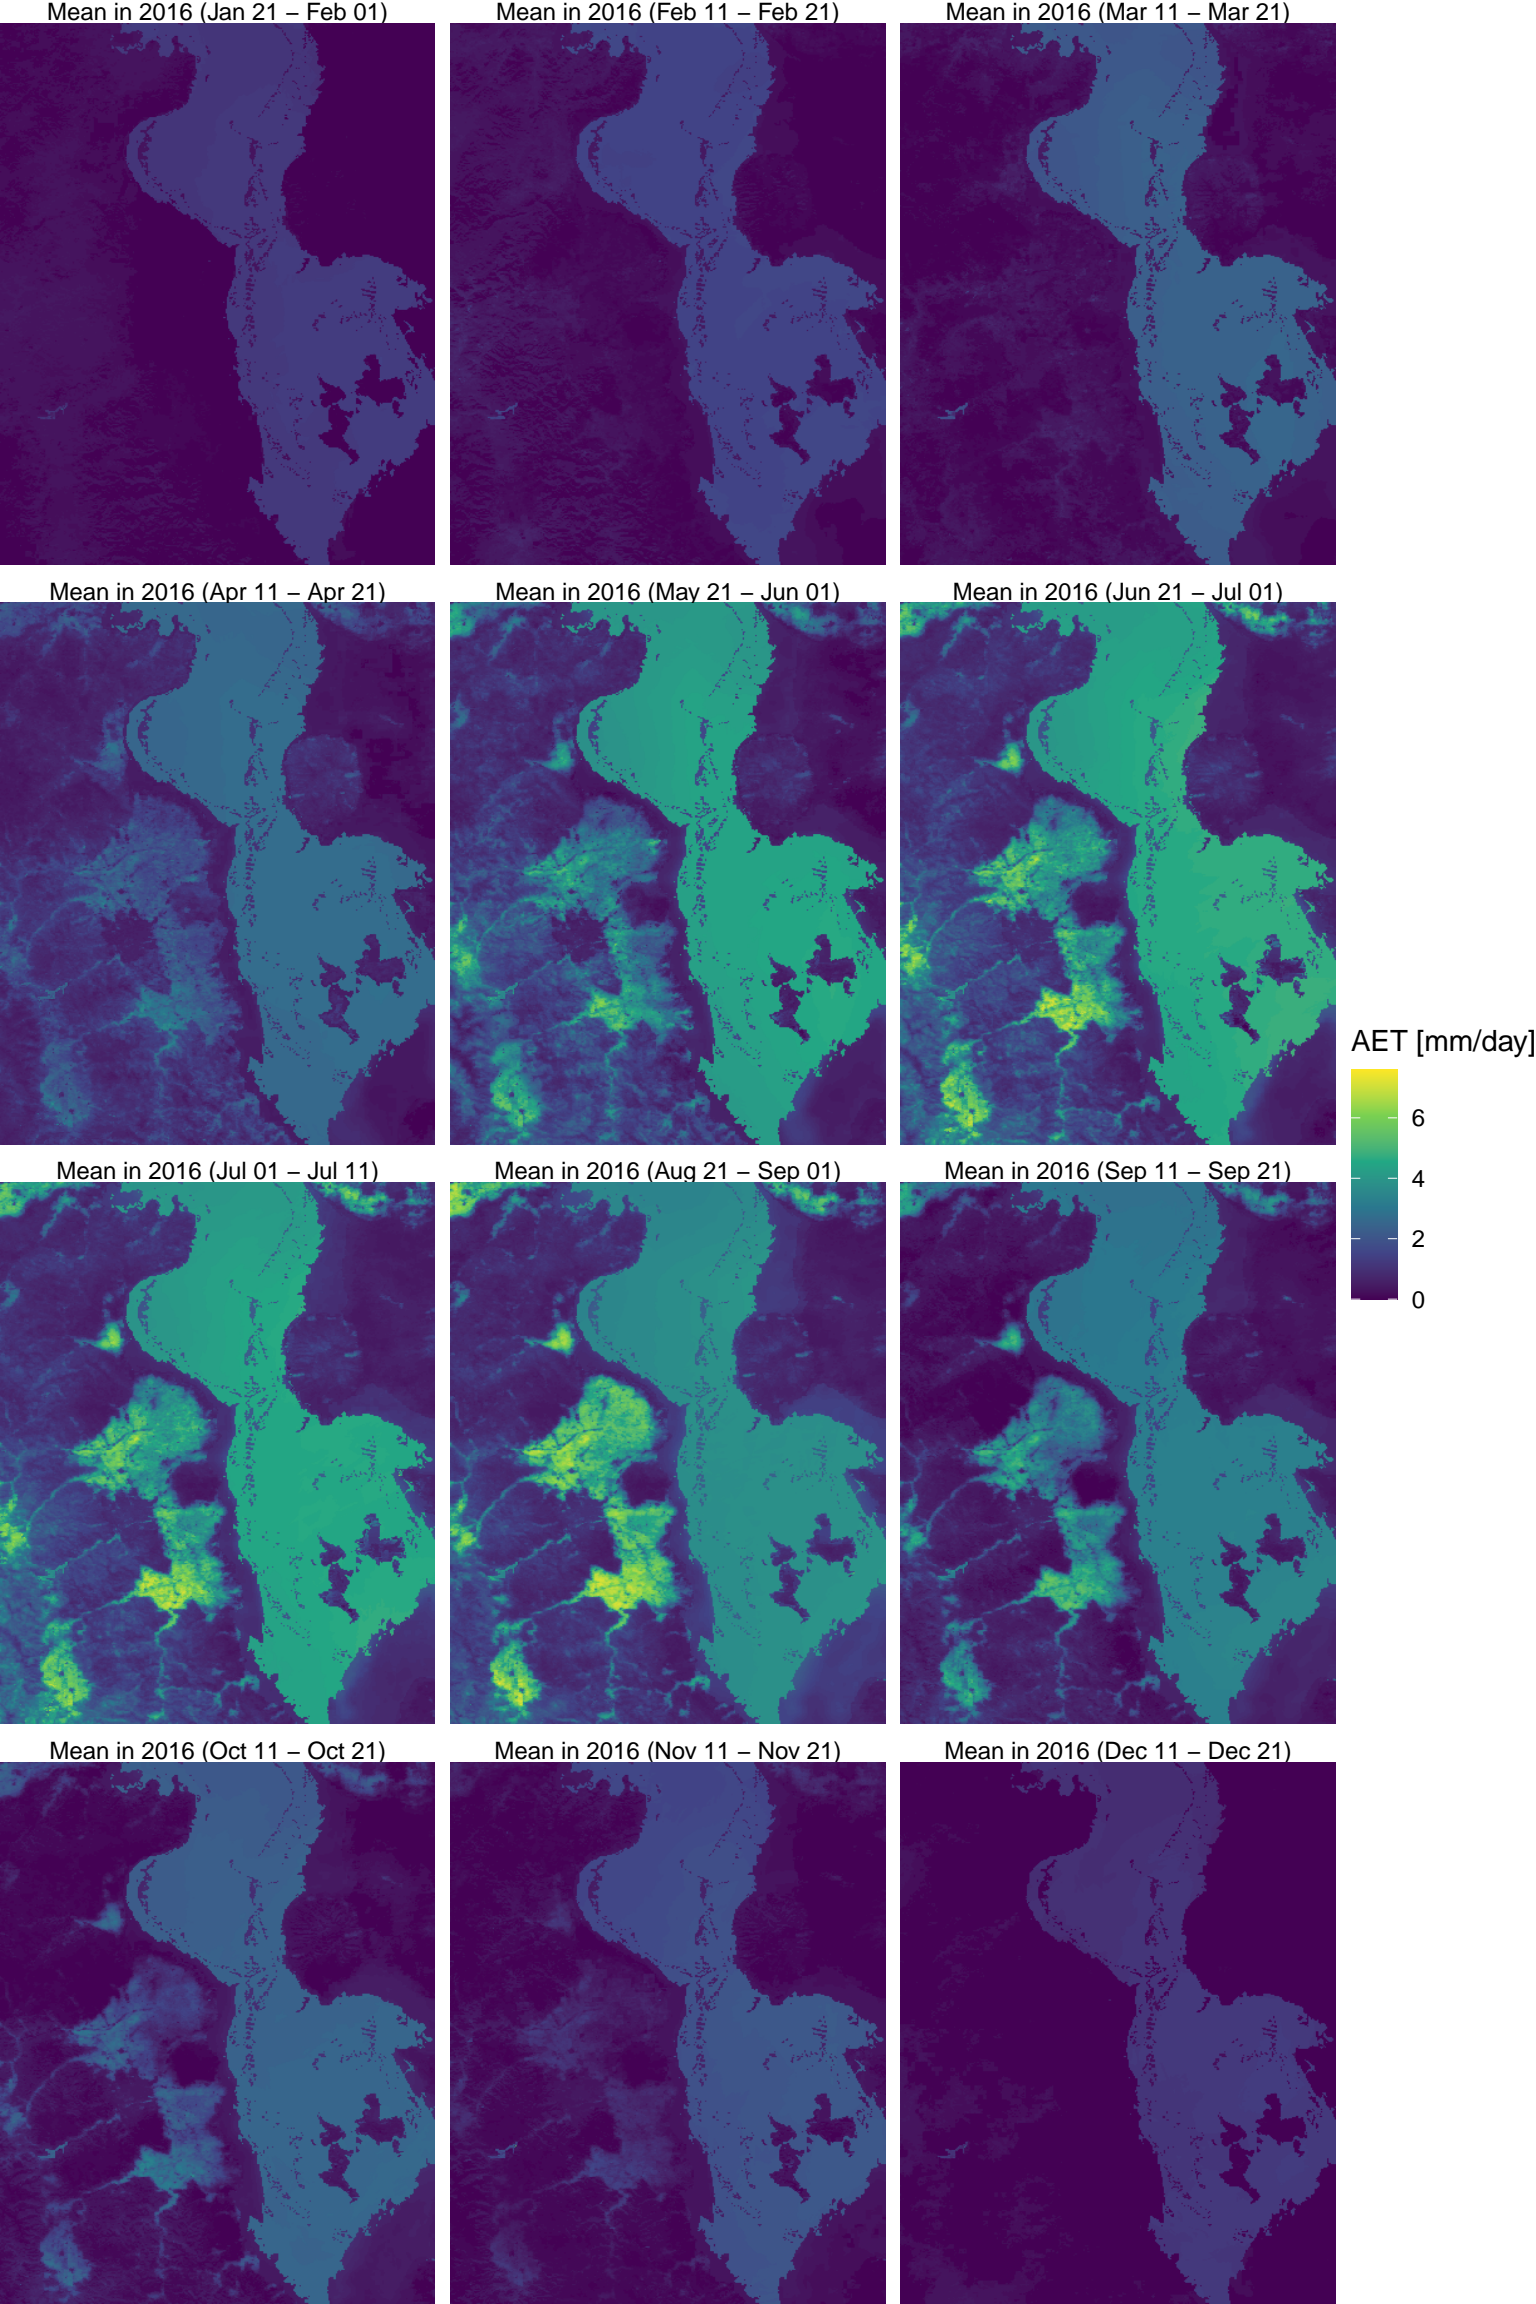 Mean in 2016 (Jan 21 – Feb 01)
Mean in 2016 (Feb 11 – Feb 21)
Mean in 2016 (Mar 11 – Mar 21)
Mean in 2016 (Apr 11 – Apr 21)
Mean in 2016 (May 21 – Jun 01)
Mean in 2016 (Jun 21 – Jul 01)
AET [mm/day]
6
4
2
0
Mean in 2016 (Jul 01 – Jul 11)
Mean in 2016 (Aug 21 – Sep 01)
Mean in 2016 (Sep 11 – Sep 21)
Mean in 2016 (Oct 11 – Oct 21)
Mean in 2016 (Nov 11 – Nov 21)
Mean in 2016 (Dec 11 – Dec 21)